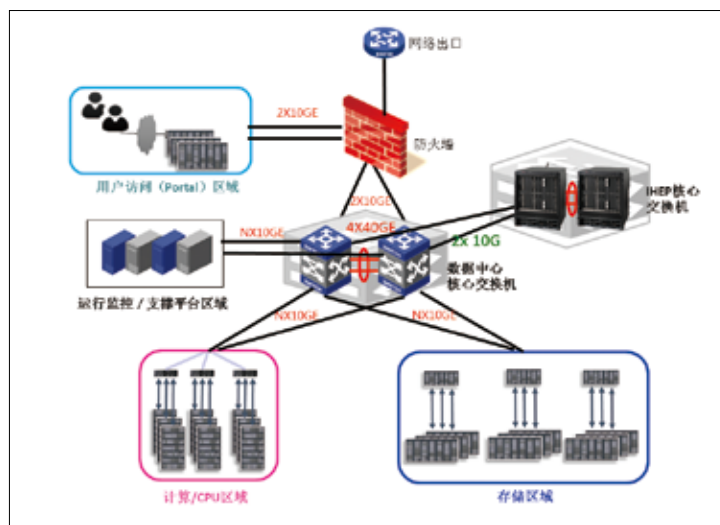 网络出口
2X10GE
防火墙
用户访问（Portal）区域
2X10GE
IHEP核心
交换机
NX10GE
4X40GE
2x 10G
数据中心
核心交换机
运行监控 / 支撑平台区域
NX10GE
NX10GE
计算/CPU区域
存储区域